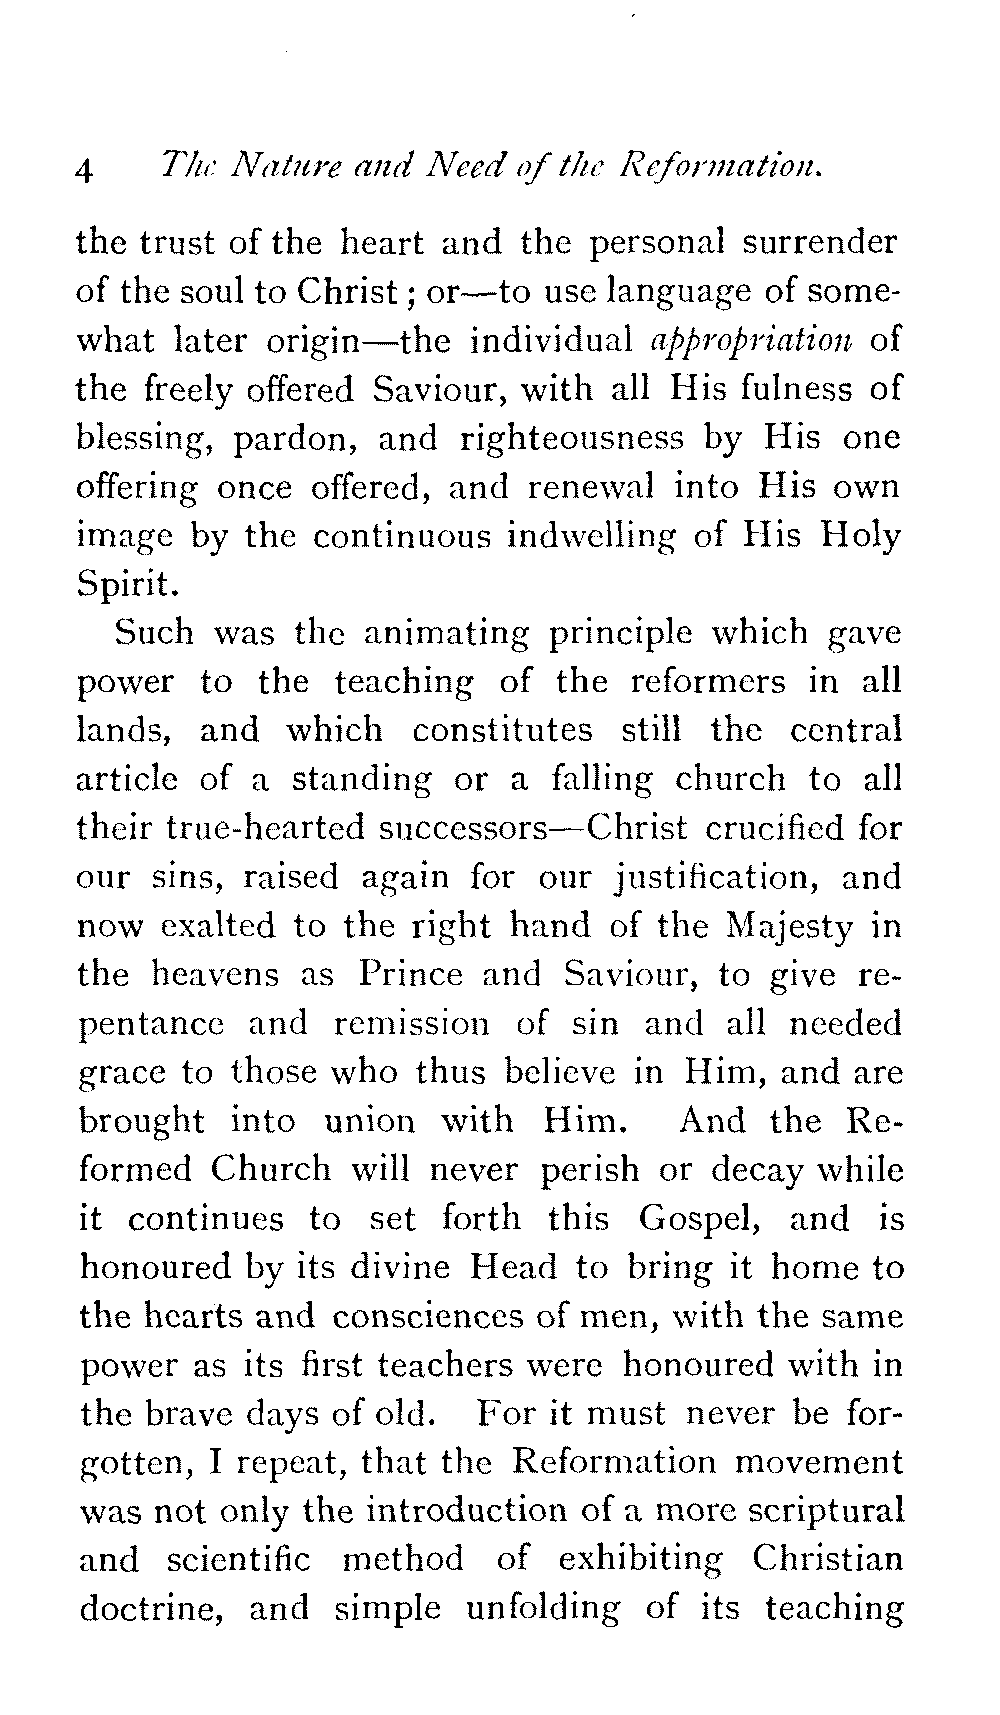 4 The Nature and Need of the Reformation.
the trust of the heart and the personal surrender
of the soul to Christ ; or—to use language of some-
what later origin—the individual appropriation of
the freely offered Saviour, with all His fulness of
blessing, pardon, and righteousness by His one
offering once offered, and renewal into His own
image by the continuous indwelling of His Holy
Spirit.
Such was the animating principle which gave
power to the teaching of the reformers in all
lands, and which constitutes still the central
article of a standing or a falling church to all
their true-hearted successors—Christ crucified for
our sins, raised again for our justification, and
now exalted to the right hand of the Majesty in
the heavens as Prince and Saviour, to give re-
pentance and remission of sin and all needed
grace to those who thus believe in Him, and are
brought into union with Him. And the Re-
formed Church will never perish or decay while
it continues to set forth this Gospel, and is
honoured by its divine Head to bring it home to
the hearts and consciences of men, with the same
power as its first teachers were honoured with in
the brave days of old. For it must never be for-
gotten, I repeat, that the Reformation movement
was not only the introduction of a more scriptural
and scientific method of exhibiting Christian
doctrine, and simple unfolding of its teaching